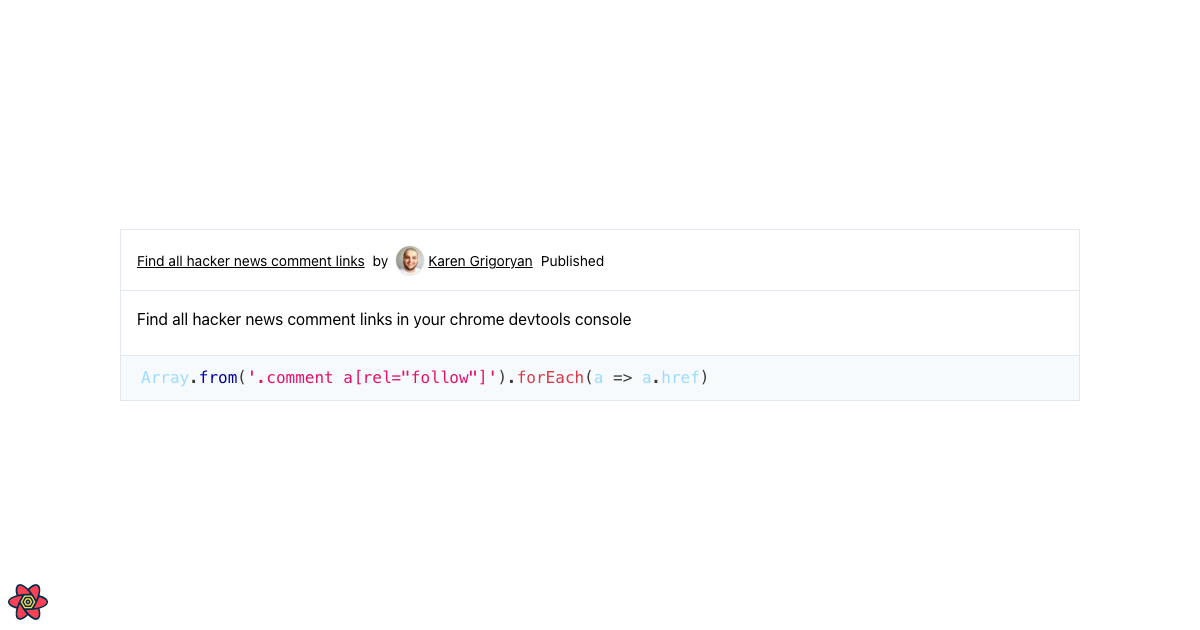 Find all hacker news comment links by Karen Grigoryan Published
Find all hacker news comment links in your chrome devtools console
Array.from('.comment a[rel="follow"]').forEach(a => a.href)